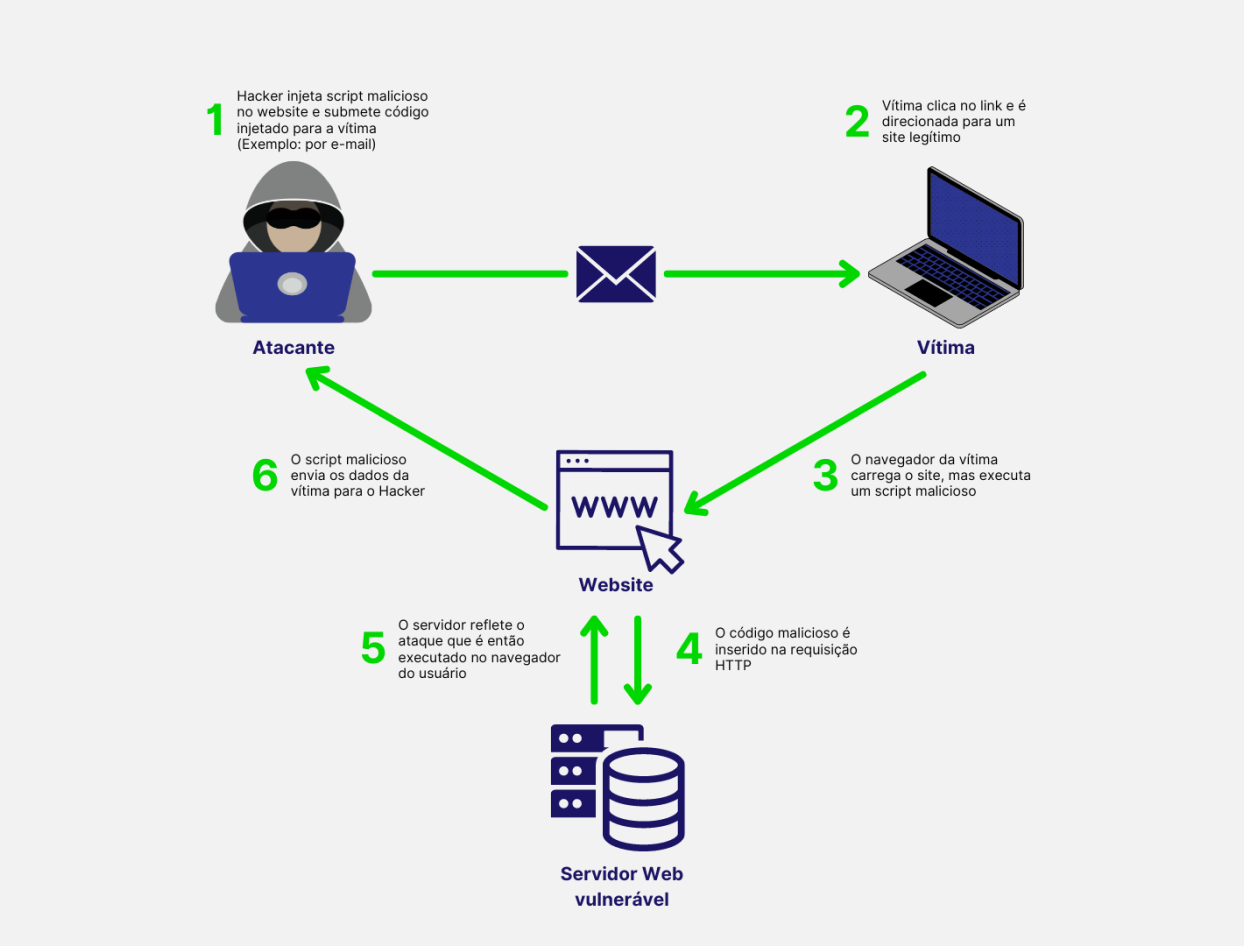 1
Hacker injeta script malicioso
no website e submete código
injetado para a vítima
(Exemplo: por e-mail)
2
Vítima clica no link e é
direcionada para um
site legítimo
Atacante
Vítima
6
O script malicioso
envia os dados da
vítima para o Hacker
3
O navegador da vítima
carrega o site, mas executa
um script malicioso
WWW
Website
5
O servidor reflete o
ataque que é então
executado no navegador
do usuário
4
O código malicioso é
inserido na requisição
HTTP
Servidor Web
vulnerável